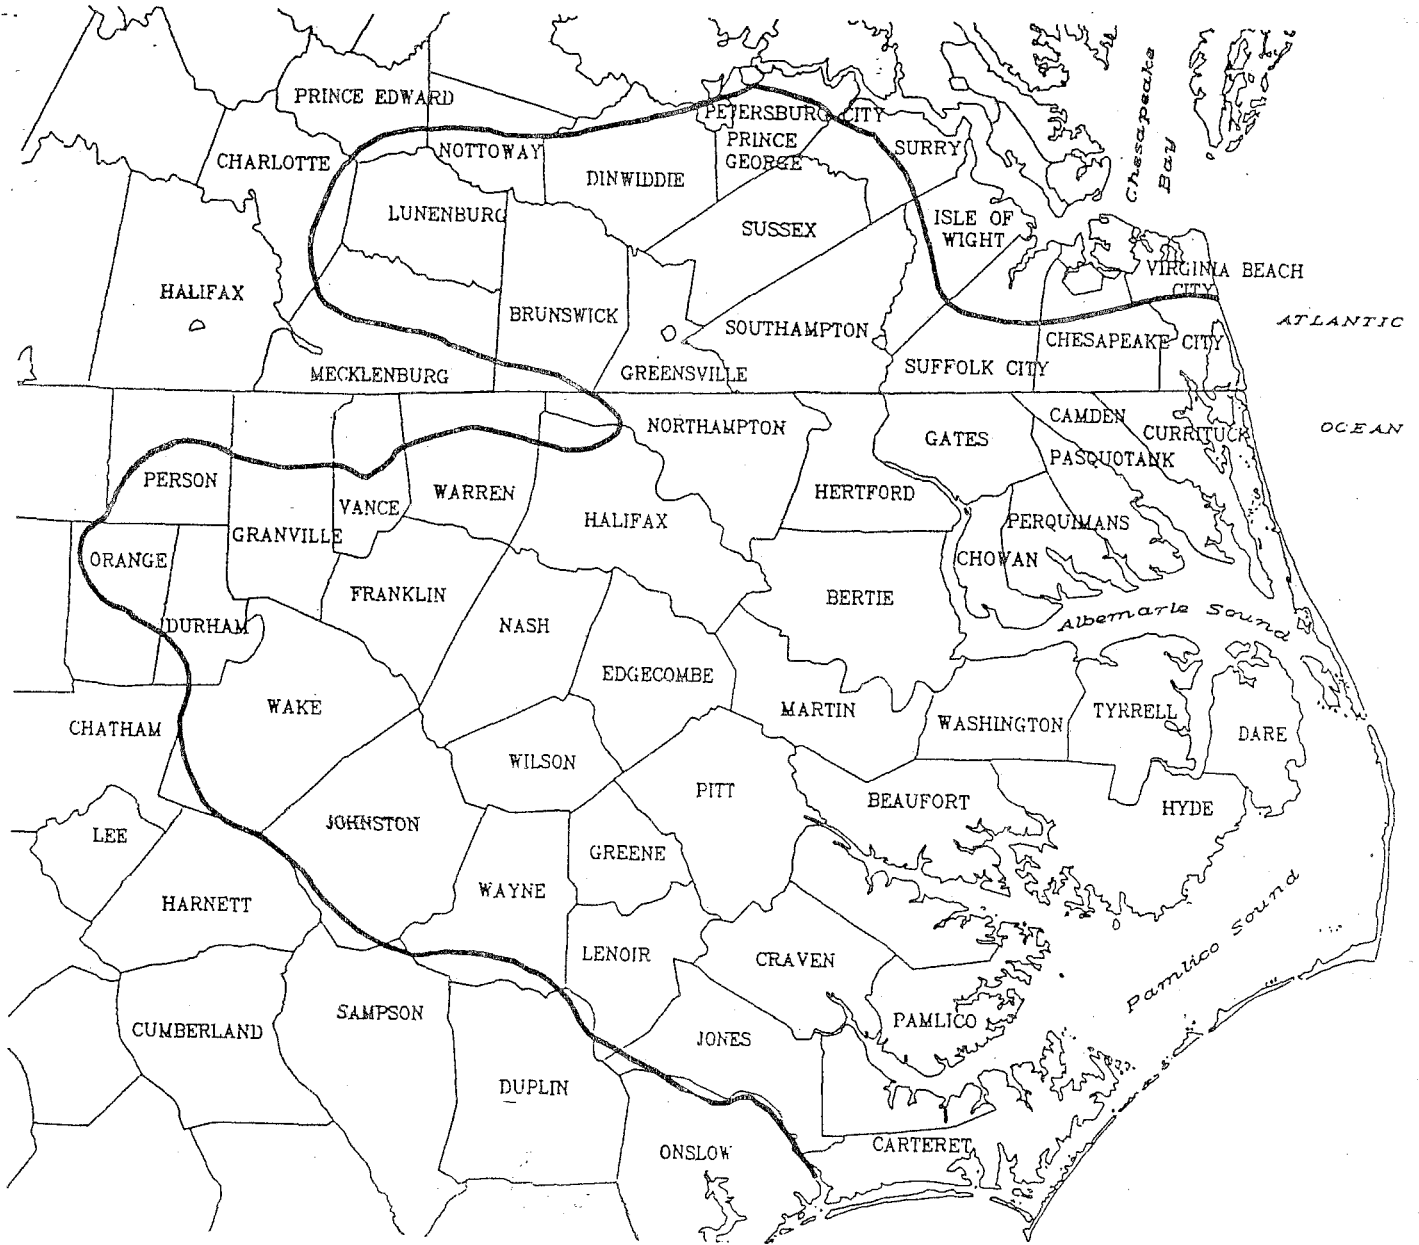 PRINCE EDWARD
PETERSBURG CITY
CHARLOTTE
NOTTOWAY
PRINCE
GEORGE
SURRY
DINWIDDIE
LUNENBURG
SUSSEX
ISLE OF
WIGHT
Chesapeake
Bay
HALIFAX
BRUNSWICK
SOUTHAMPTON
VIRGINIA BEACH
CITY
ATLANTIC
MECKLENBURG
GREENSVILLE
SUFFOLK CITY
CHESAPEAKE CITY
OCEAN
NORTHAMPTON
GATES
CAMDEN
CURRITUCK
PASQUOTANK
PERSON
VANCE
WARREN
HALIFAX
HERTFORD
PERQUIMANS
GRANVILLE
ORANGE
CHOWAN
FRANKLIN
BERTIE
Albemarle Sound
DURHAM
NASH
EDGECOMBE
WAKE
MARTIN
WASHINGTON
TYRRELL
DARE
CHATHAM
WILSON
PITT
BEAUFORT
HYDE
LEE
JOHNSTON
GREENE
HARNETT
WAYNE
LENOIR
CRAVEN
Pamlico Sound
CUMBERLAND
SAMPSON
JONES
PAMLICO
DUPLIN
ONSLOW
CARTERET